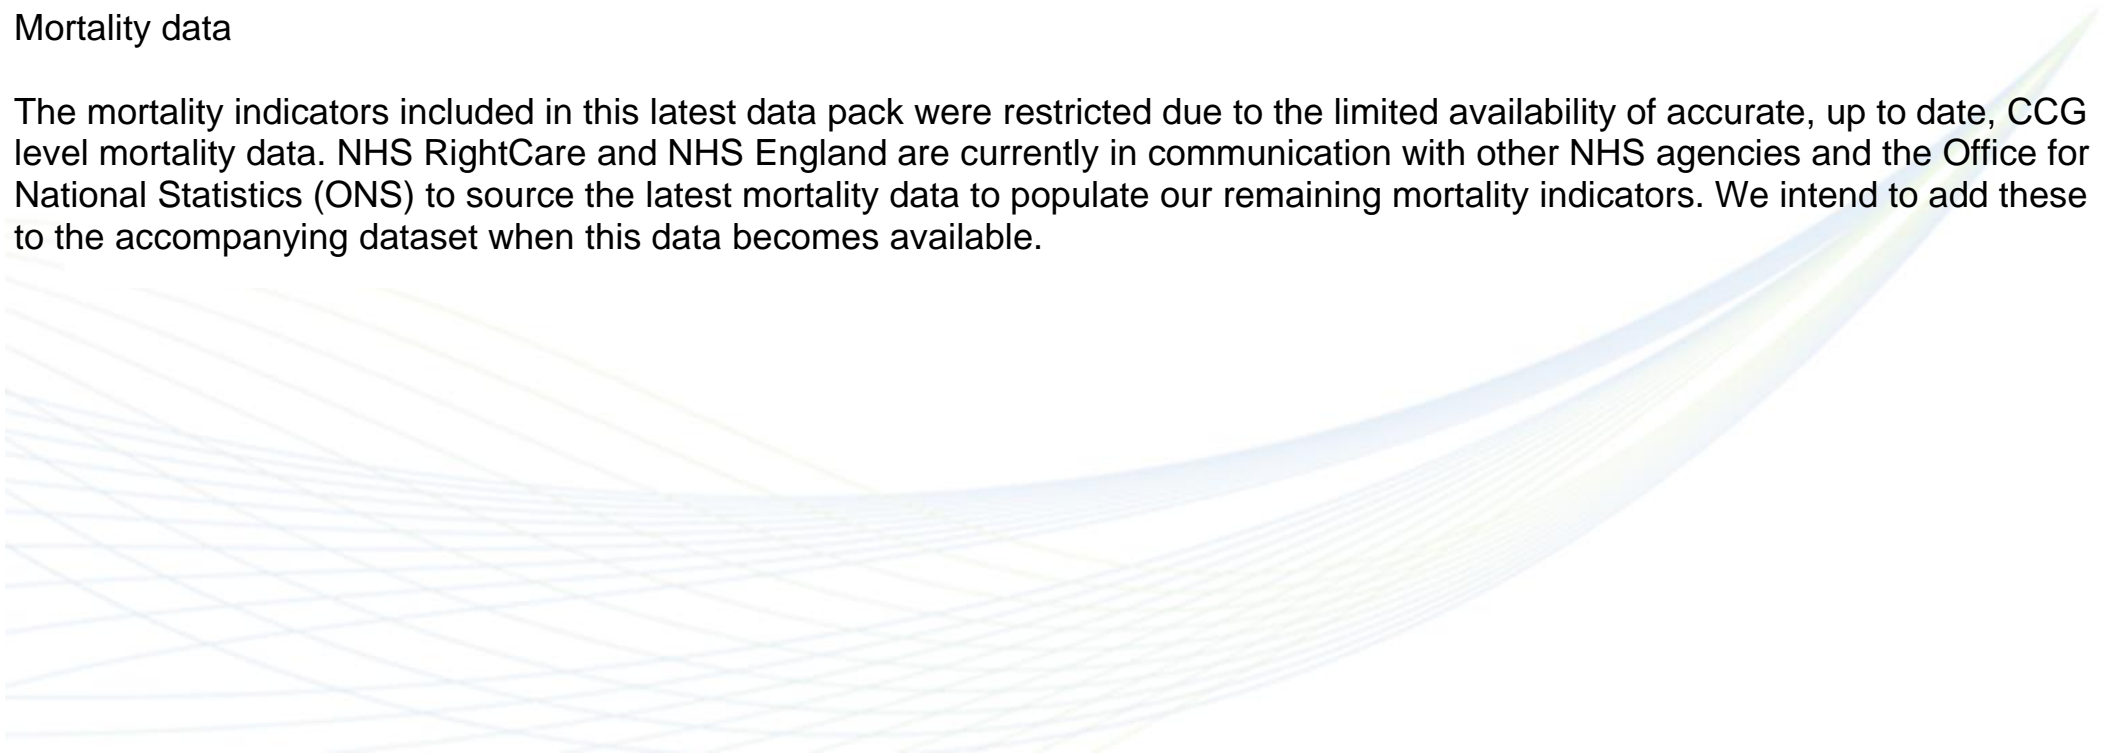 Mortality data
The mortality indicators included in this latest data pack were restricted due to the limited availability of accurate, up to date, CCG
level mortality data. NHS RightCare and NHS England are currently in communication with other NHS agencies and the Office for
National Statistics (ONS) to source the latest mortality data to populate our remaining mortality indicators. We intend to add these
to the accompanying dataset when this data becomes available.